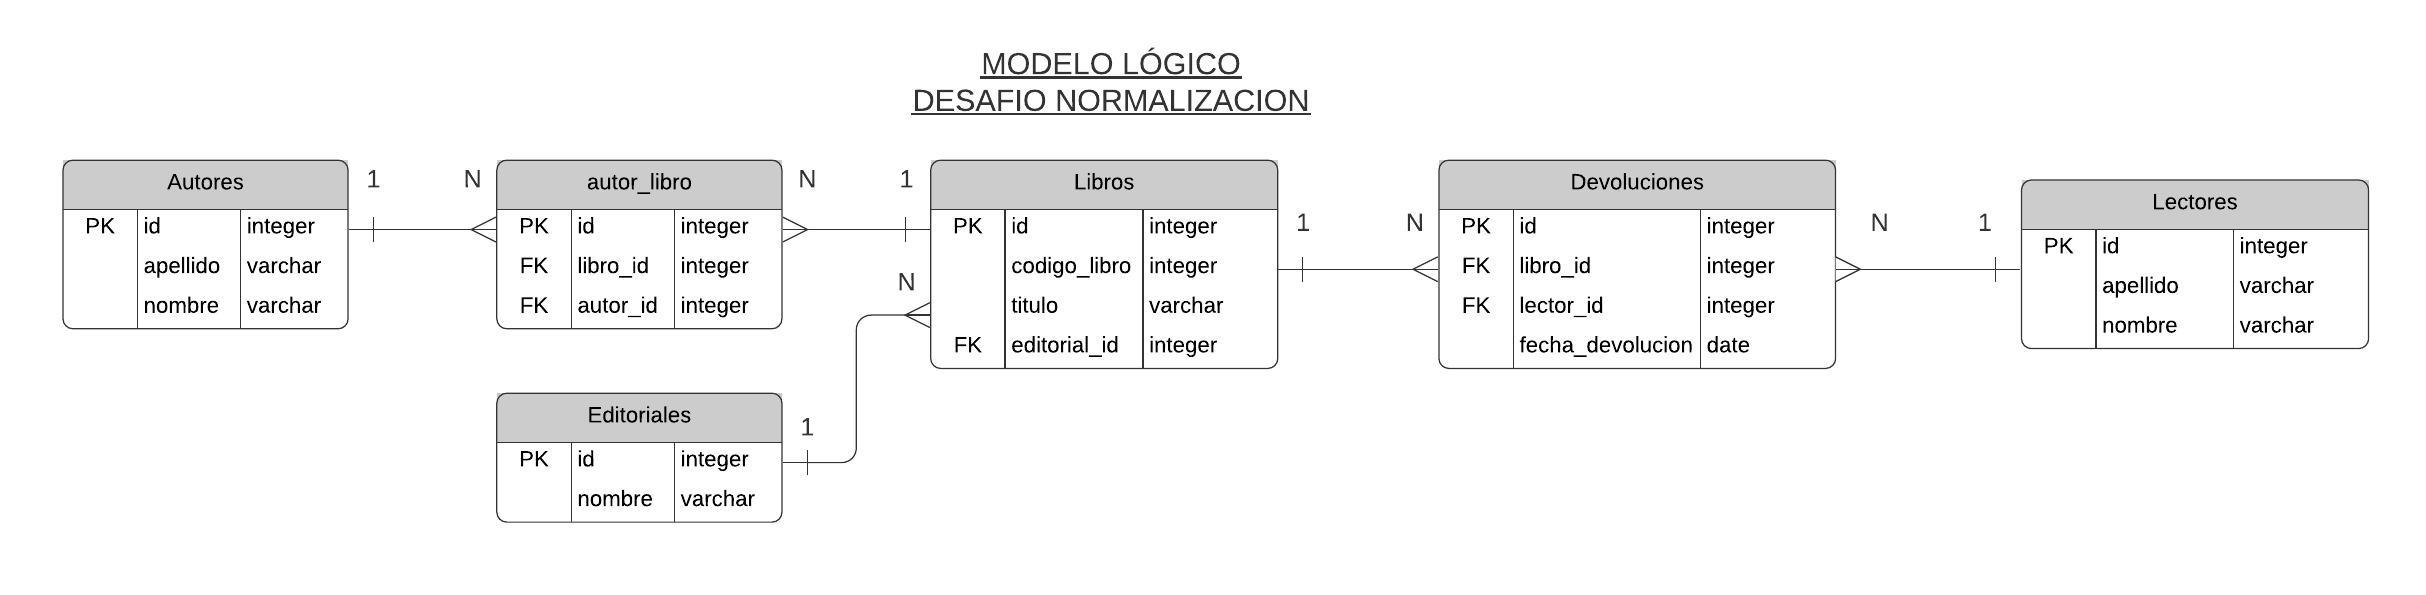 MODELO LÓGICO
DESAFIO NORMALIZACION
Autores
PK id integer
apellido varchar
nombre varchar
1 N
autor_libro
PK id integer
FK libro_id integer
FK autor_id integer
N 1
Libros
PK id integer
codigo_libro integer
titulo varchar
FK editorial_id integer
1 N
Devoluciones
PK id integer
FK libro_id integer
FK lector_id integer
fecha_devolucion date
N 1
Lectores
PK id integer
apellido varchar
nombre varchar
N
Editoriales
PK id integer
nombre varchar
1